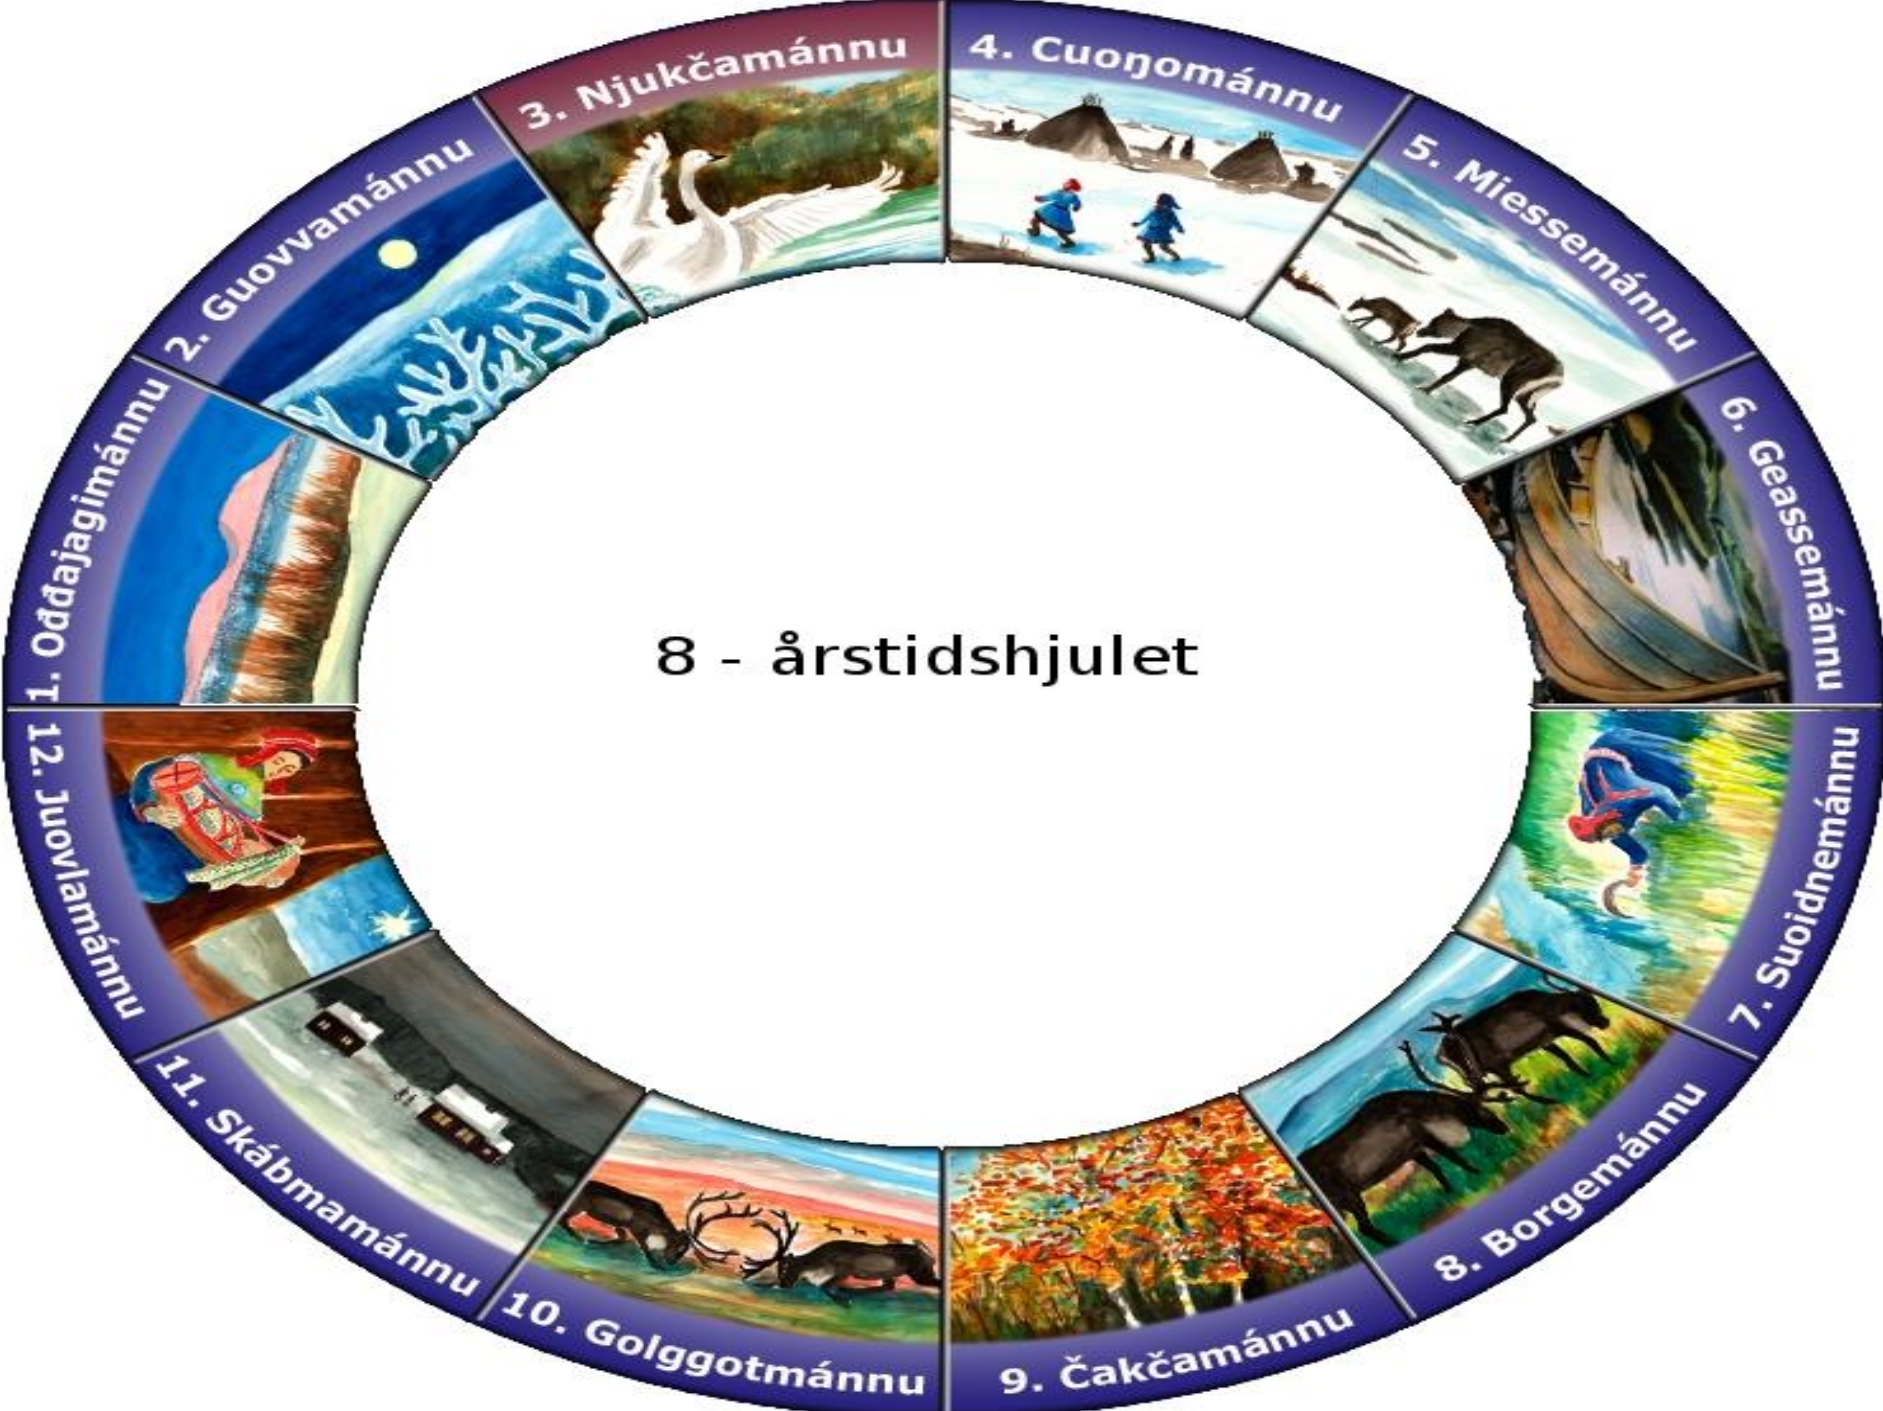 1. Ođđajagimánnu
2. Guovvamánnu
3. Njukčamánnu
4. Cuoŋománnu
5. Miessemánnu
6. Geassemánnu
7. Suoidnemánnu
8. Borgemánnu
9. Čakčamánnu
10. Golggotmánnu
11. Skábmamánnu
12. Juovlamánnu
8 - årstidshjulet